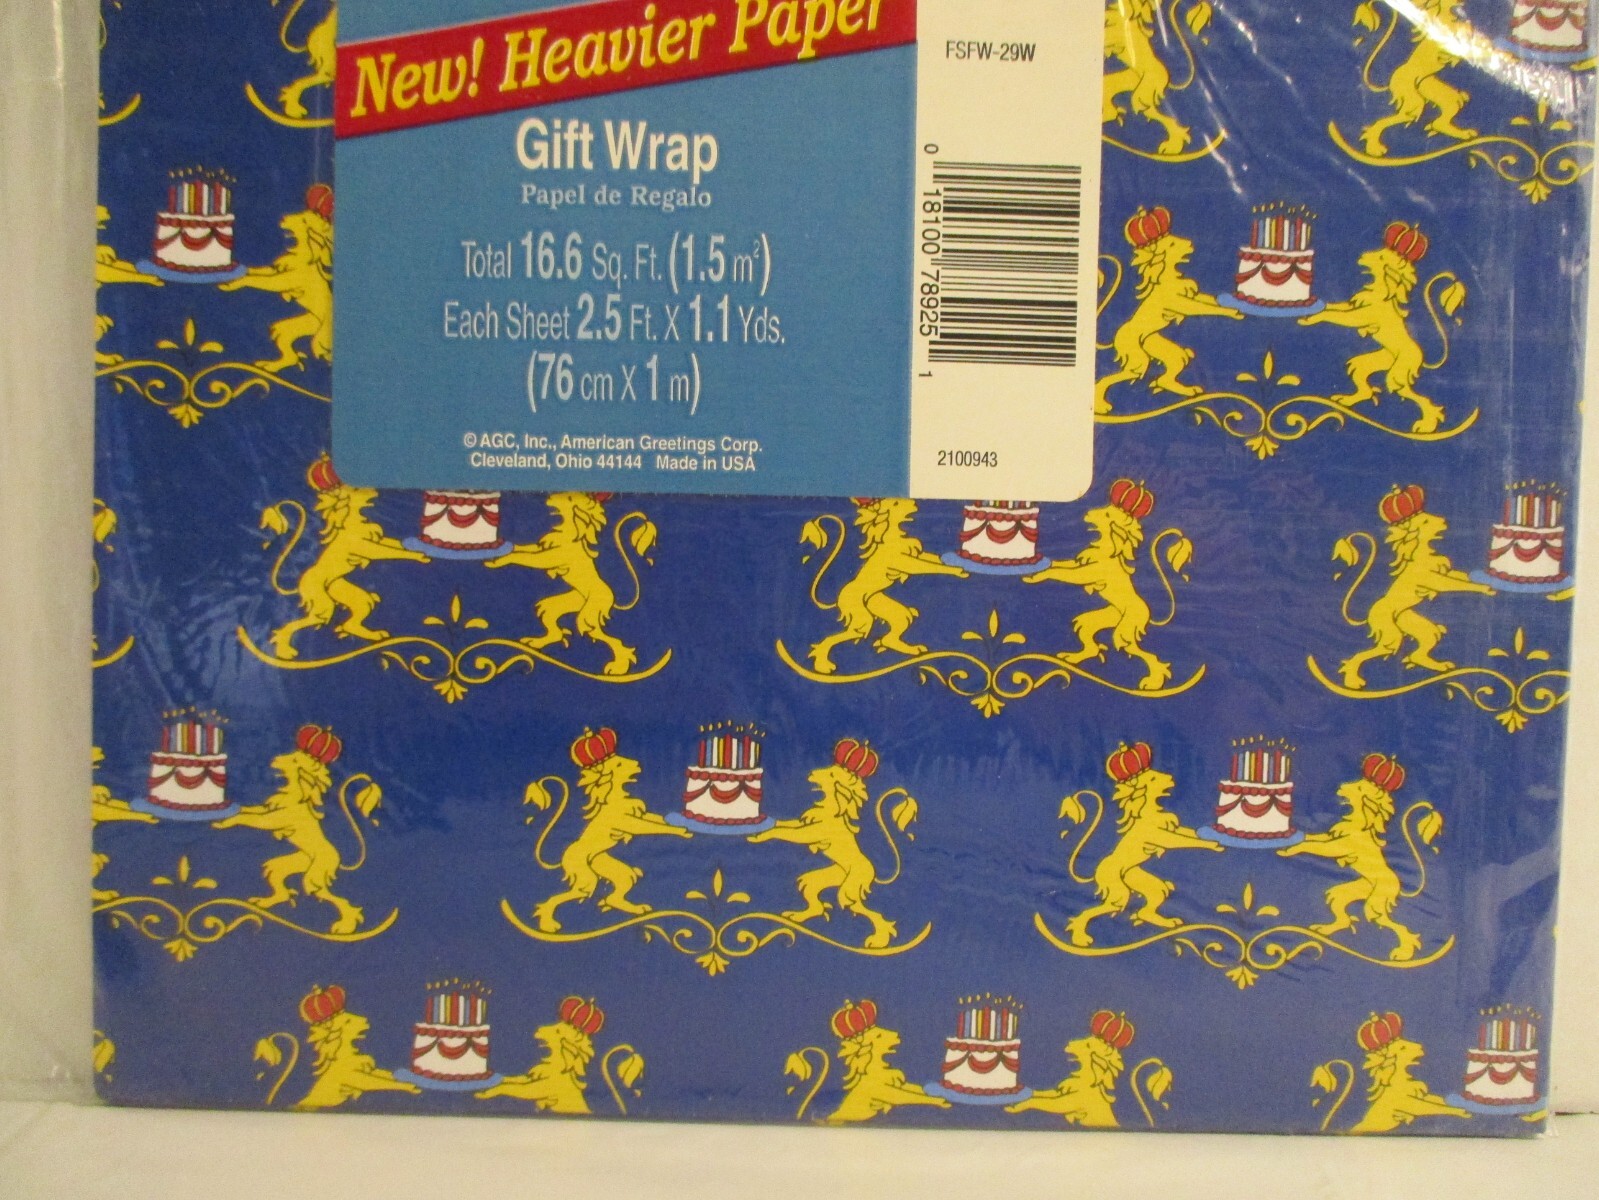 New! Heavier Paper
Gift Wrap
Papel de Regalo
Total 16.6 Sq. Ft. (1.5 m²)
Each Sheet 2.5 Ft. X 1.1 Yds.
(76 cm X 1 m)
© AGC, Inc., American Greetings Corp.
Cleveland, Ohio 44144 Made in USA
FSFW-29W
0 18100 78925 1
2100943